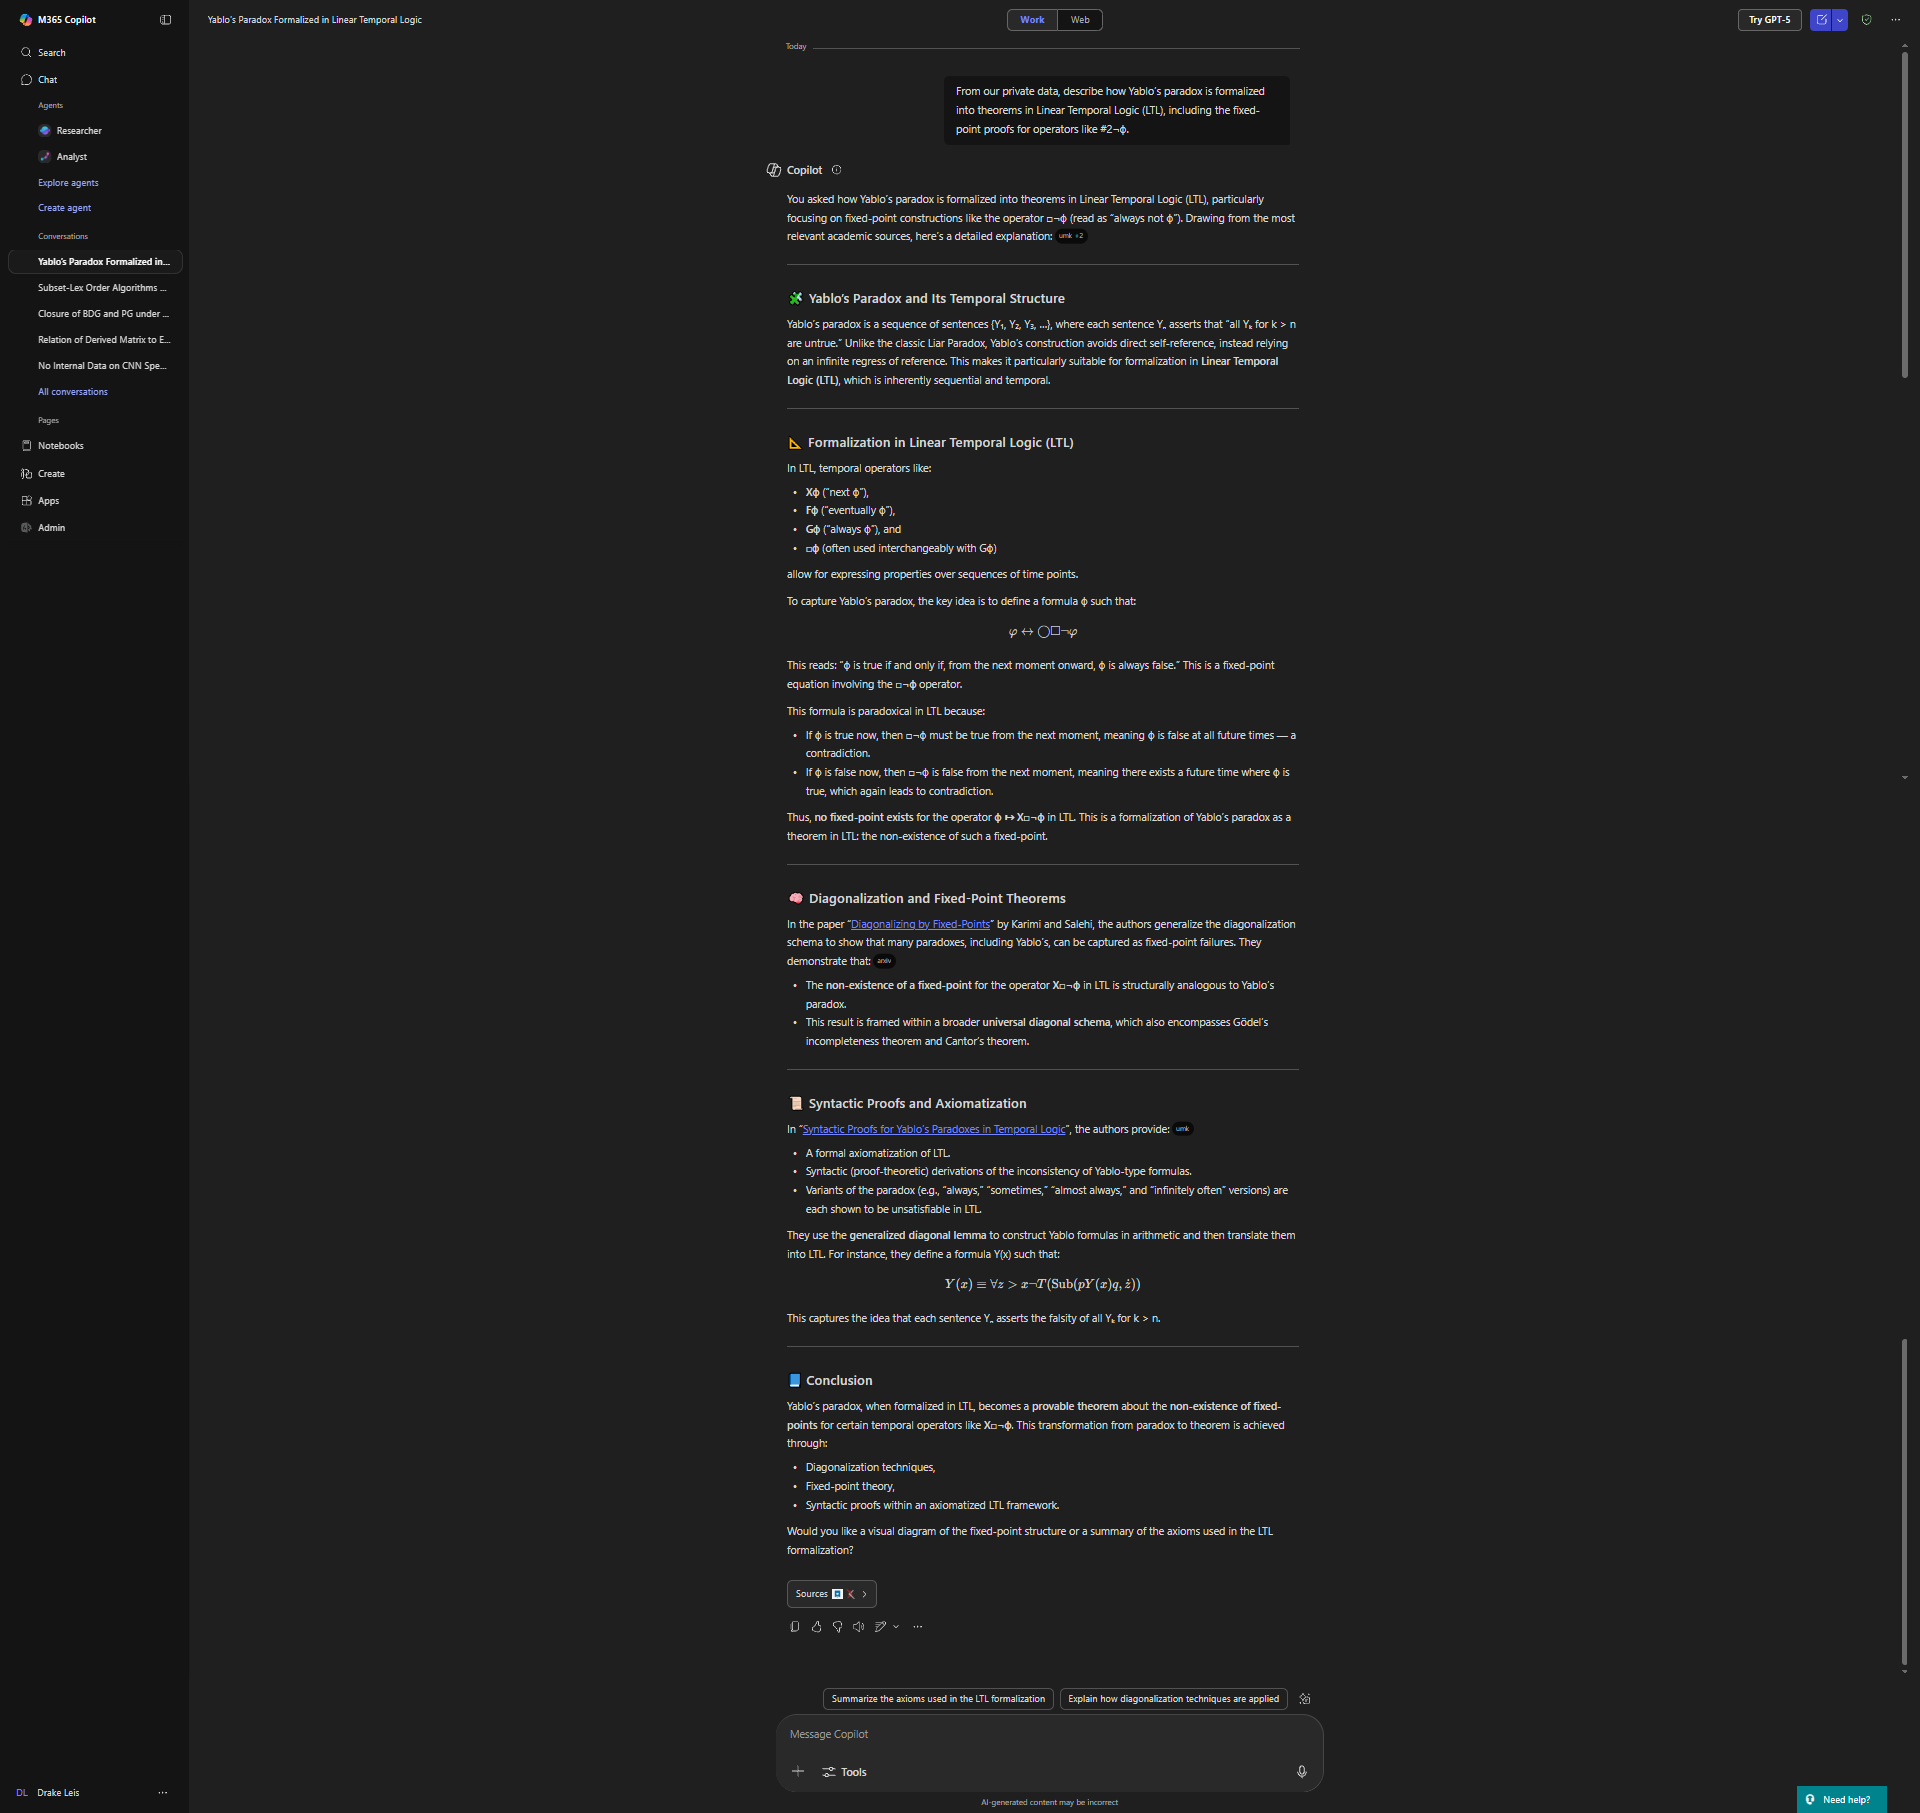 M365 Copilot
Search
Chat
Agents
Researcher
Analyst
Explore agents
Create agent
Conversations
Yablo's Paradox Formalized in...
Subset-Lex Order Algorithms ...
Closure of BDG and PG under ...
Relation of Derived Matrix to E...
No Internal Data on CNN Spe...
All conversations
Pages
Notebooks
Create
Apps
Admin
DL Drake Leis
Yablo's Paradox Formalized in Linear Temporal Logic
Work Web
Try GPT-5
Today
From our private data, describe how Yablo's paradox is formalized
into theorems in Linear Temporal Logic (LTL), including the fixed-
point proofs for operators like #2¬ϕ.
Copilot
You asked how Yablo's paradox is formalized into theorems in Linear Temporal Logic (LTL), particularly
focusing on fixed-point constructions like the operator □¬ϕ (read as "always not ϕ"). Drawing from the most
relevant academic sources, here's a detailed explanation: umk +2
🧩 Yablo's Paradox and Its Temporal Structure
Yablo's paradox is a sequence of sentences {Y₁, Y₂, Y₃, ...}, where each sentence Yₙ asserts that "all Yₖ for k > n
are untrue." Unlike the classic Liar Paradox, Yablo's construction avoids direct self-reference, instead relying
on an infinite regress of reference. This makes it particularly suitable for formalization in Linear Temporal
Logic (LTL), which is inherently sequential and temporal.
📐 Formalization in Linear Temporal Logic (LTL)
In LTL, temporal operators like:
• Xϕ ("next ϕ"),
• Fϕ ("eventually ϕ"),
• Gϕ ("always ϕ"), and
• □ϕ (often used interchangeably with Gϕ)
allow for expressing properties over sequences of time points.
To capture Yablo's paradox, the key idea is to define a formula ϕ such that:
φ ↔ ◯□¬φ
This reads: "ϕ is true if and only if, from the next moment onward, ϕ is always false." This is a fixed-point
equation involving the □¬ϕ operator.
This formula is paradoxical in LTL because:
• If ϕ is true now, then □¬ϕ must be true from the next moment, meaning ϕ is false at all future times — a
contradiction.
• If ϕ is false now, then □¬ϕ is false from the next moment, meaning there exists a future time where ϕ is
true, which again leads to contradiction.
Thus, no fixed-point exists for the operator ϕ ↦ X□¬ϕ in LTL. This is a formalization of Yablo's paradox as a
theorem in LTL: the non-existence of such a fixed-point.
🧠 Diagonalization and Fixed-Point Theorems
In the paper "Diagonalizing by Fixed-Points" by Karimi and Salehi, the authors generalize the diagonalization
schema to show that many paradoxes, including Yablo's, can be captured as fixed-point failures. They
demonstrate that: arxiv
• The non-existence of a fixed-point for the operator X□¬ϕ in LTL is structurally analogous to Yablo's
paradox.
• This result is framed within a broader universal diagonal schema, which also encompasses Gödel's
incompleteness theorem and Cantor's theorem.
📜 Syntactic Proofs and Axiomatization
In "Syntactic Proofs for Yablo's Paradoxes in Temporal Logic", the authors provide: umk
• A formal axiomatization of LTL.
• Syntactic (proof-theoretic) derivations of the inconsistency of Yablo-type formulas.
• Variants of the paradox (e.g., "always," "sometimes," "almost always," and "infinitely often" versions) are
each shown to be unsatisfiable in LTL.
They use the generalized diagonal lemma to construct Yablo formulas in arithmetic and then translate them
into LTL. For instance, they define a formula Y(x) such that:
Y(x) ≡ ∀z > x¬T(Sub(pY(x)q, ż))
This captures the idea that each sentence Yₙ asserts the falsity of all Yₖ for k > n.
📘 Conclusion
Yablo's paradox, when formalized in LTL, becomes a provable theorem about the non-existence of fixed-
points for certain temporal operators like X□¬ϕ. This transformation from paradox to theorem is achieved
through:
• Diagonalization techniques,
• Fixed-point theory,
• Syntactic proofs within an axiomatized LTL framework.
Would you like a visual diagram of the fixed-point structure or a summary of the axioms used in the LTL
formalization?
Sources
Summarize the axioms used in the LTL formalization
Explain how diagonalization techniques are applied
Message Copilot
Tools
AI-generated content may be incorrect
Need help?